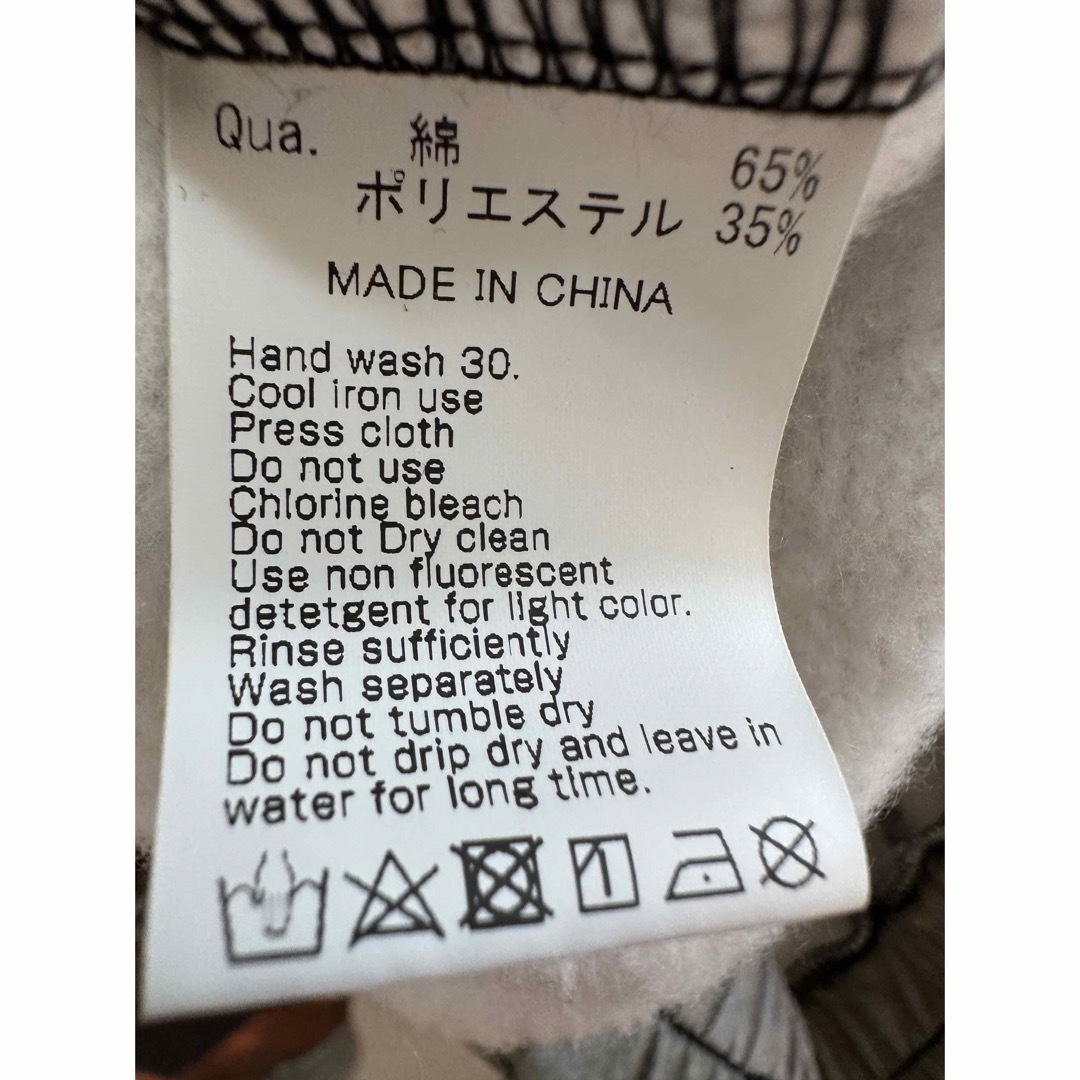 Qua. 綿 65%
ポリエステル 35%
MADE IN CHINA
Hand wash 30.
Cool iron use
Press cloth
Do not use
Chlorine bleach
Do not Dry clean
Use non fluorescent
detetgent for light color.
Rinse sufficiently
Wash separately
Do not tumble dry
Do not drip dry and leave in
water for long time.